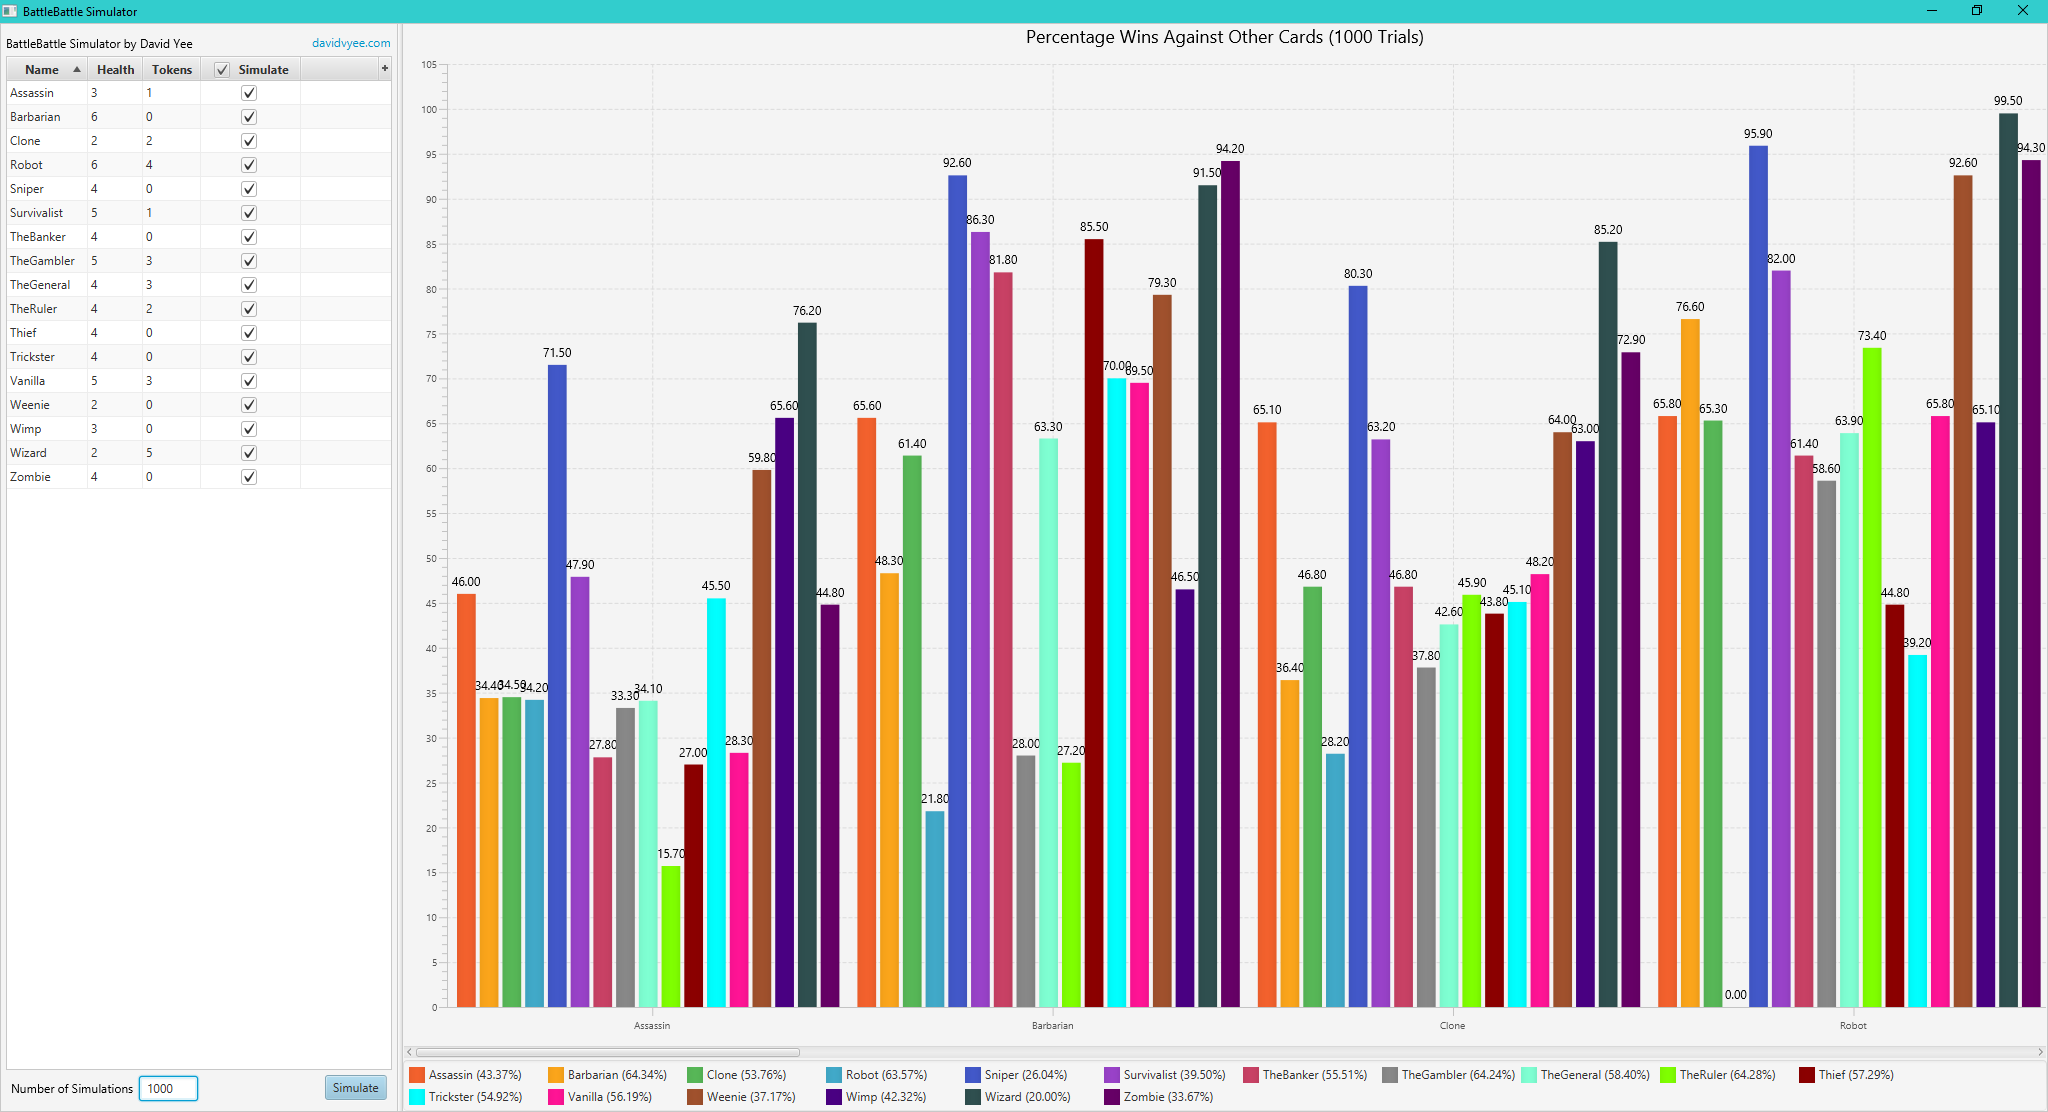 BattleBattle Simulator
BattleBattle Simulator by David Yee davidvyee.com
Name Health Tokens Simulate +
Assassin 3 1
Barbarian 6 0
Clone 2 2
Robot 6 4
Sniper 4 0
Survivalist 5 1
TheBanker 4 0
TheGambler 5 3
TheGeneral 4 3
TheRuler 4 2
Thief 4 0
Trickster 4 0
Vanilla 5 3
Weenie 2 0
Wimp 3 0
Wizard 2 5
Zombie 4 0
Number of Simulations 1000 Simulate
Percentage Wins Against Other Cards (1000 Trials)
105
100
95
90
85
80
75
70
65
60
55
50
45
40
35
30
25
20
15
10
5
0
46.00 34.40 34.50 34.20 71.50 47.90 27.80 33.30 34.10 15.70 27.00 45.50 28.30 59.80 65.60 76.20 44.80
65.60 48.30 61.40 21.80 92.60 86.30 81.80 28.00 63.30 27.20 85.50 70.00 69.50 79.30 46.50 91.50 94.20
65.10 36.40 46.80 28.20 80.30 63.20 46.80 37.80 42.60 45.90 43.80 45.10 48.20 64.00 63.00 85.20 72.90
65.80 76.60 65.30 0.00 95.90 82.00 61.40 58.60 63.90 73.40 44.80 39.20 65.80 92.60 65.10 99.50 94.30
Assassin Barbarian Clone Robot
Assassin (43.37%) Barbarian (64.34%) Clone (53.76%) Robot (63.57%) Sniper (26.04%) Survivalist (39.50%) TheBanker (55.51%) TheGambler (64.24%) TheGeneral (58.40%) TheRuler (64.28%) Thief (57.29%)
Trickster (54.92%) Vanilla (56.19%) Weenie (37.17%) Wimp (42.32%) Wizard (20.00%) Zombie (33.67%)